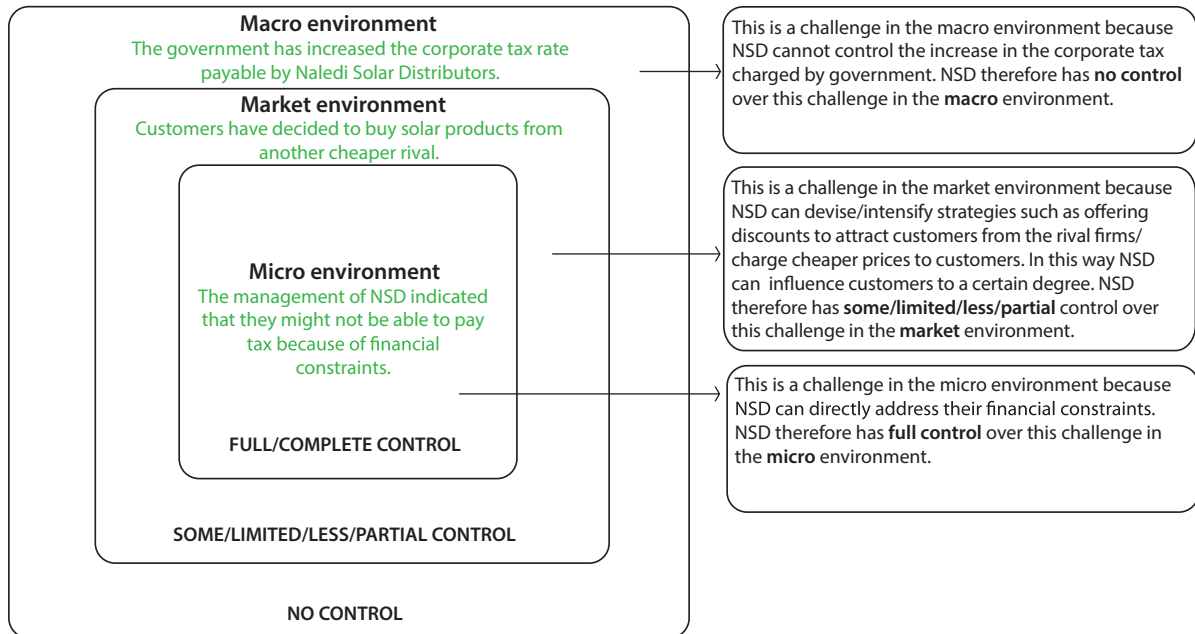 Macro environment
The government has increased the corporate tax rate
payable by Naledi Solar Distributors.
Market environment
Customers have decided to buy solar products from
another cheaper rival.
Micro environment
The management of NSD indicated
that they might not be able to pay
tax because of financial
constraints.
FULL/COMPLETE CONTROL
SOME/LIMITED/LESS/PARTIAL CONTROL
NO CONTROL
This is a challenge in the macro environment because
NSD cannot control the increase in the corporate tax
charged by government. NSD therefore has no control
over this challenge in the macro environment.
This is a challenge in the market environment because
NSD can devise/intensify strategies such as offering
discounts to attract customers from the rival firms/
charge cheaper prices to customers. In this way NSD
can influence customers to a certain degree. NSD
therefore has some/limited/less/partial control over
this challenge in the market environment.
This is a challenge in the micro environment because
NSD can directly address their financial constraints.
NSD therefore has full control over this challenge in
the micro environment.